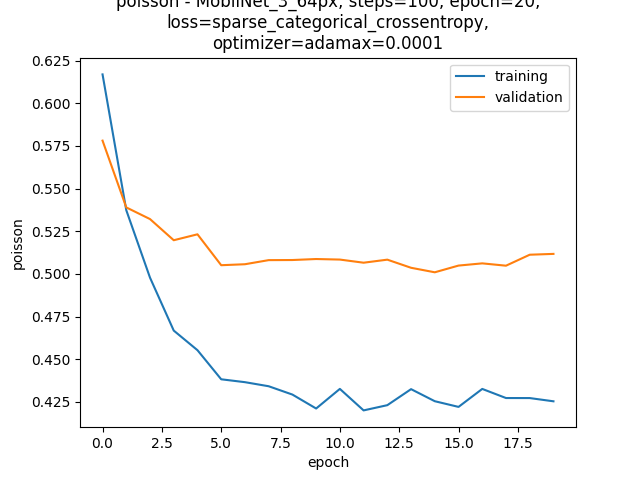 poisson - MobilNet_3_64px, steps=100, epoch=20,
loss=sparse_categorical_crossentropy,
optimizer=adamax=0.0001
training
validation
poisson
0.625
0.600
0.575
0.550
0.525
0.500
0.475
0.450
0.425
0.0 2.5 5.0 7.5 10.0 12.5 15.0 17.5
epoch